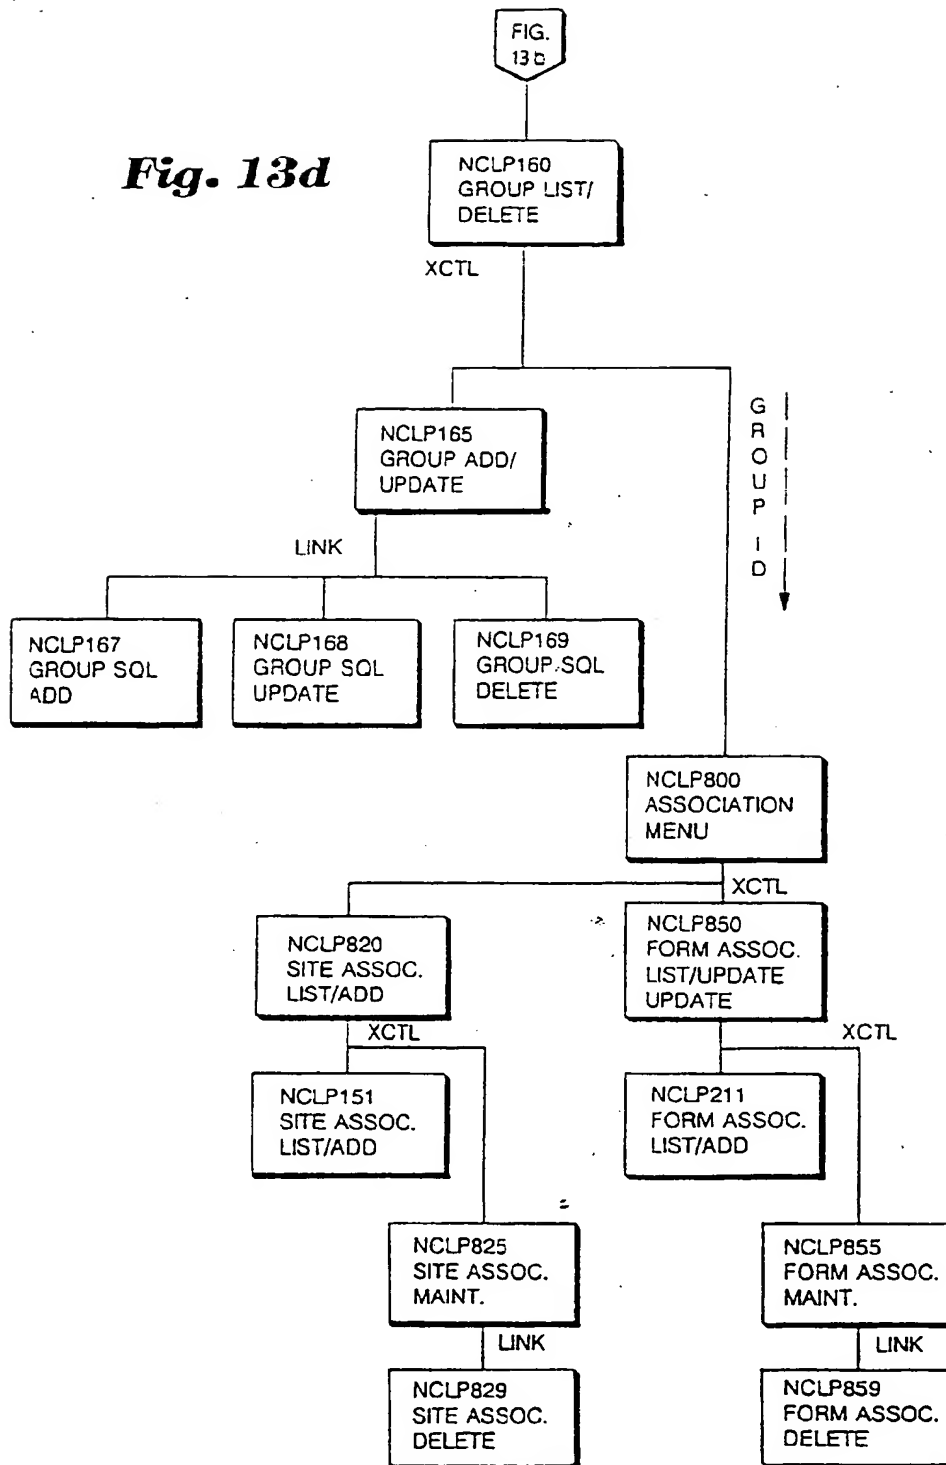 FIG.
13b
Fig. 13d
NCLP160
GROUP LIST/
DELETE
XCTL
NCLP165
GROUP ADD/
UPDATE
GROUP ID
LINK
NCLP167
GROUP SQL
ADD
NCLP168
GROUP SQL
UPDATE
NCLP169
GROUP SQL
DELETE
NCLP800
ASSOCIATION
MENU
XCTL
NCLP820
SITE ASSOC.
LIST/ADD
NCLP850
FORM ASSOC.
LIST/UPDATE
UPDATE
XCTL
XCTL
NCLP151
SITE ASSOC.
LIST/ADD
NCLP211
FORM ASSOC.
LIST/ADD
NCLP825
SITE ASSOC.
MAINT.
NCLP855
FORM ASSOC.
MAINT.
LINK
LINK
NCLP829
SITE ASSOC.
DELETE
NCLP859
FORM ASSOC.
DELETE